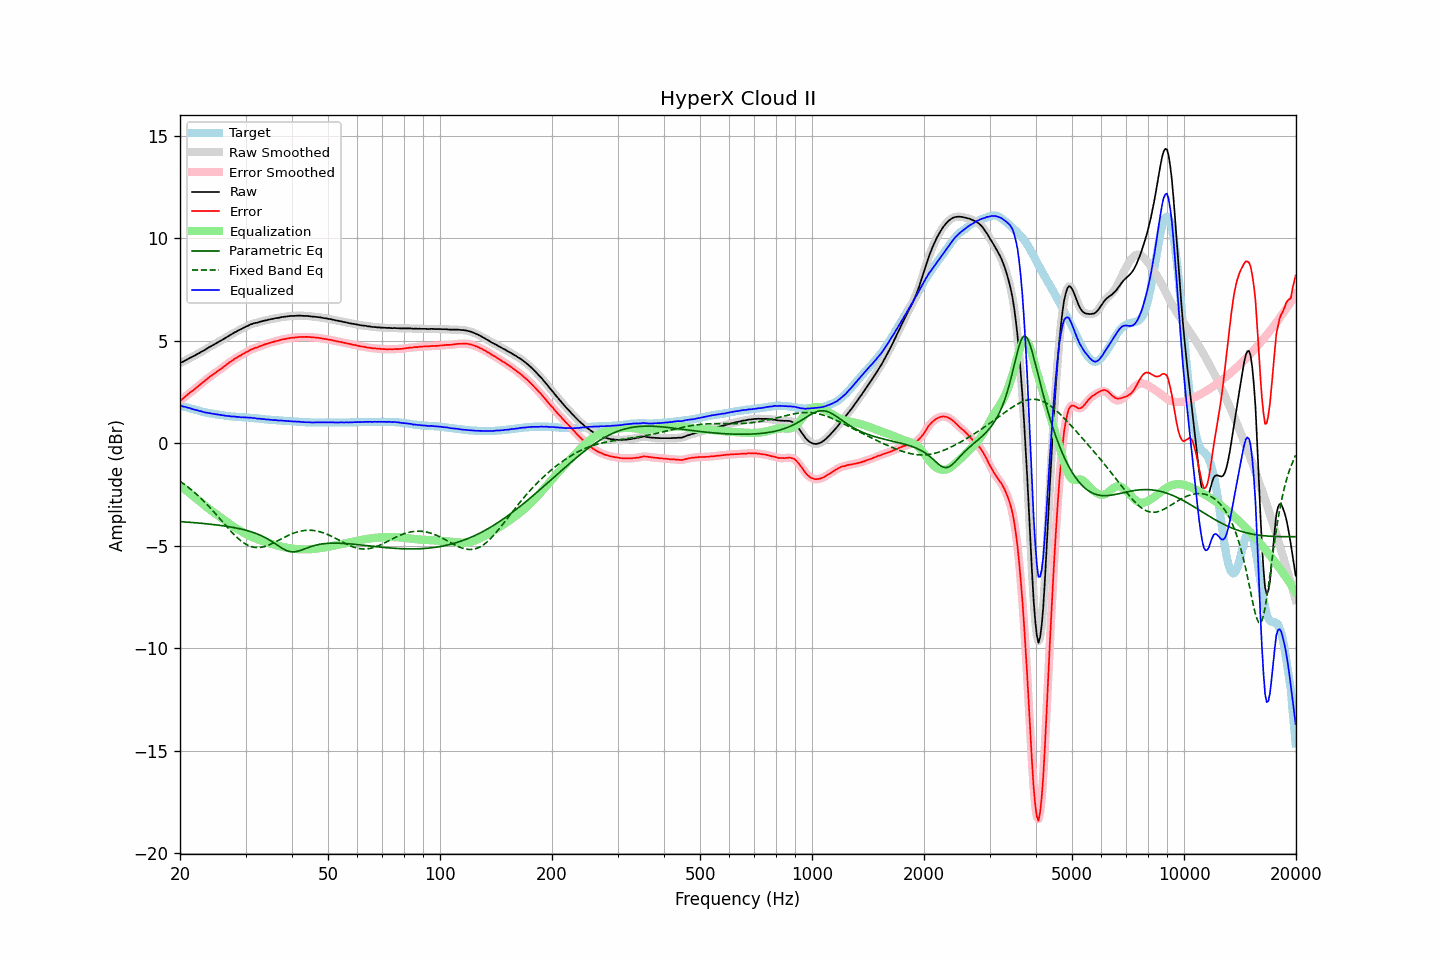 HyperX Cloud II
Target
Raw Smoothed
Error Smoothed
Raw
Error
Equalization
Parametric Eq
Fixed Band Eq
Equalized
15
10
5
0
−5
−10
−15
−20
Amplitude (dBr)
20
50
100
200
500
1000
2000
5000
10000
20000
Frequency (Hz)